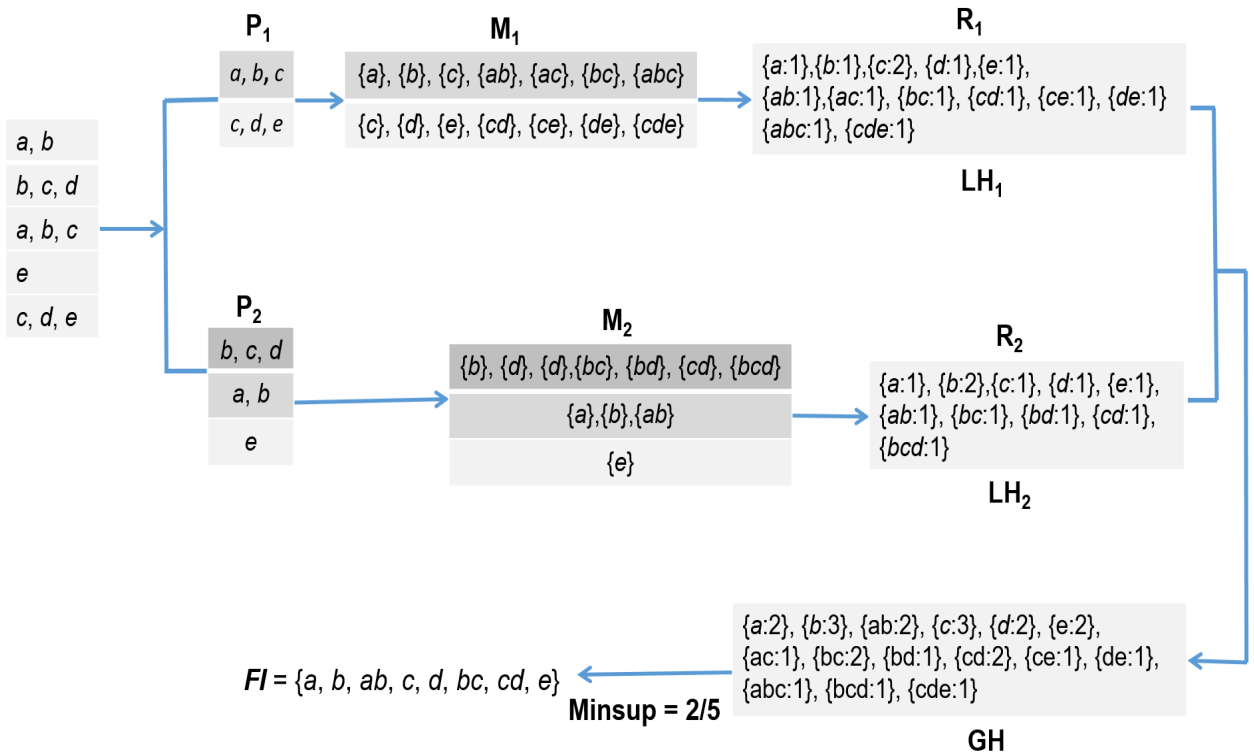 P1
a, b, c
c, d, e
M1
{a}, {b}, {c}, {ab}, {ac}, {bc}, {abc}
{c}, {d}, {e}, {cd}, {ce}, {de}, {cde}
R1
{a:1},{b:1},{c:2}, {d:1},{e:1},
{ab:1},{ac:1}, {bc:1}, {cd:1}, {ce:1}, {de:1}
{abc:1}, {cde:1}
LH1
a, b
b, c, d
a, b, c
e
c, d, e
P2
b, c, d
a, b
e
M2
{b}, {d}, {d},{bc}, {bd}, {cd}, {bcd}
{a},{b},{ab}
{e}
R2
{a:1}, {b:2},{c:1}, {d:1}, {e:1},
{ab:1}, {bc:1}, {bd:1}, {cd:1},
{bcd:1}
LH2
{a:2}, {b:3}, {ab:2}, {c:3}, {d:2}, {e:2},
{ac:1}, {bc:2}, {bd:1}, {cd:2}, {ce:1}, {de:1},
{abc:1}, {bcd:1}, {cde:1}
GH
Minsup = 2/5
FI = {a, b, ab, c, d, bc, cd, e}